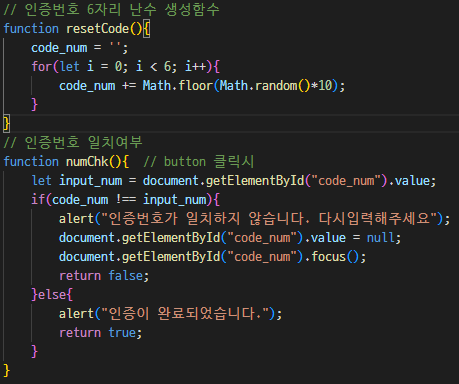 // 인증번호 6자리 난수 생성함수
function resetCode(){
    code_num = '';
    for(let i = 0; i < 6; i++){
        code_num += Math.floor(Math.random()*10);
    }
}
// 인증번호 일치여부
function numChk(){  // button 클릭시
    let input_num = document.getElementById("code_num").value;
    if(code_num !== input_num){
        alert("인증번호가 일치하지 않습니다. 다시입력해주세요");
        document.getElementById("code_num").value = null;
        document.getElementById("code_num").focus();
        return false;
    }else{
        alert("인증이 완료되었습니다.");
        return true;
    }
}